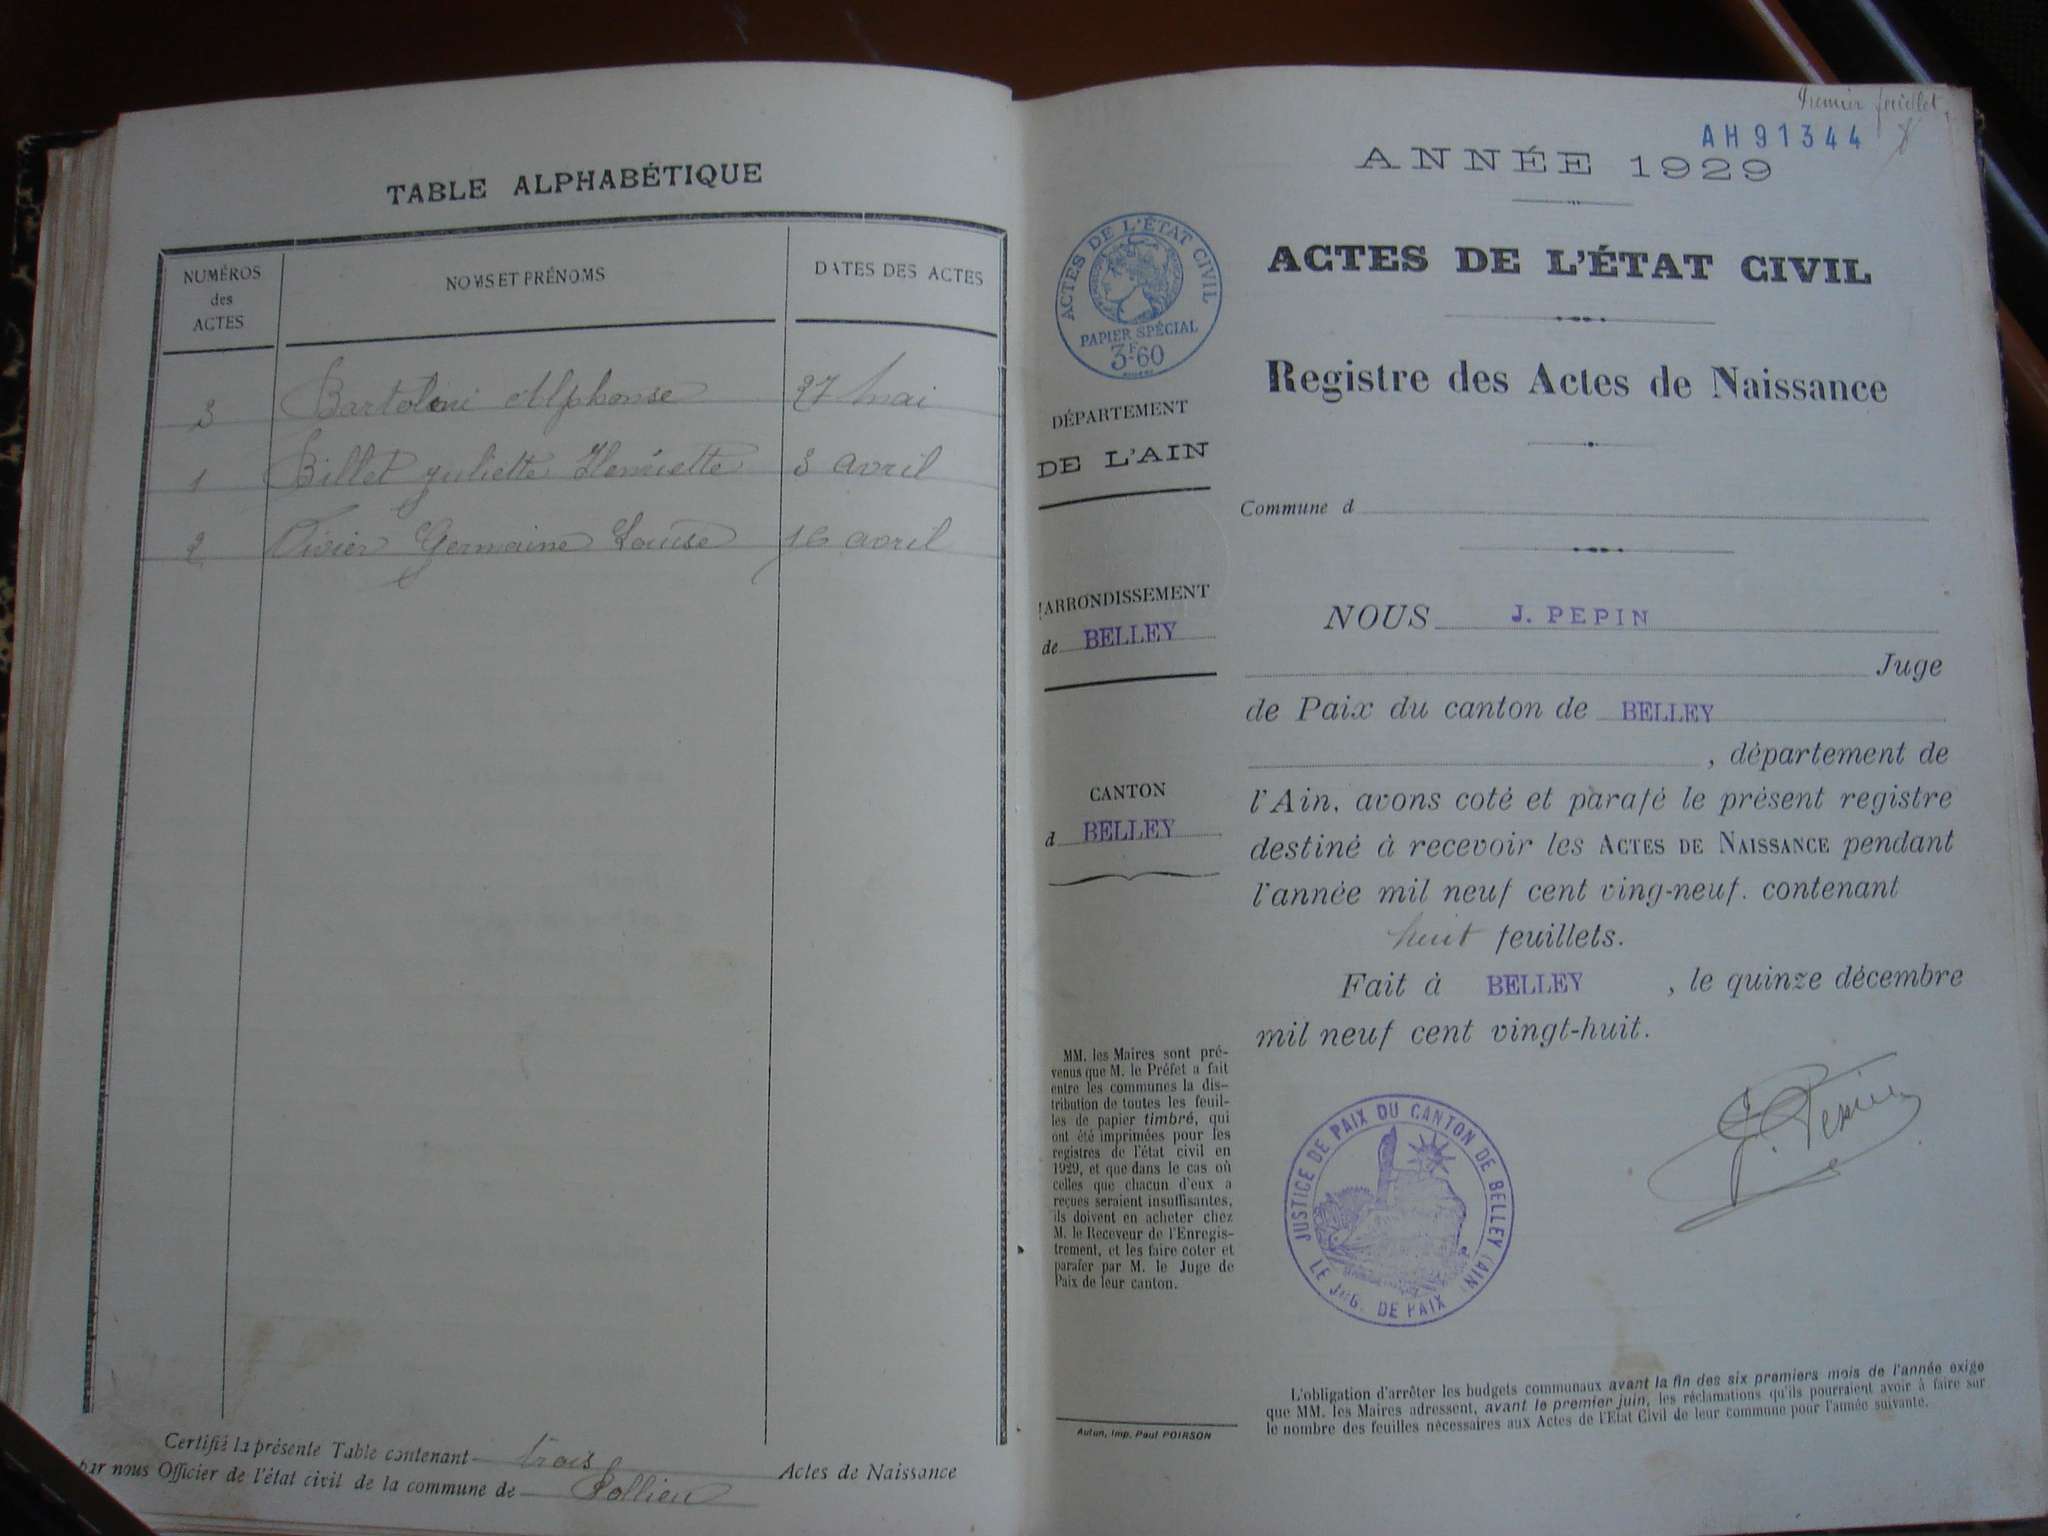 TABLE ALPHABÉTIQUE
NUMÉROS
des
ACTES
NOMS ET PRÉNOMS
DATES DES ACTES
3 Bartolini Alphonse 27 Mai
1 Billet Juliette Henriette 3 avril
2 Vivier Germaine Louise 16 avril
Certifié la présente Table contenant trois Actes de Naissance
par nous Officier de l'état civil de la commune de Pollieu
Premier feuillet
AH91344
ANNÉE 1929
ACTES DE L'ÉTAT CIVIL
PAPIER SPÉCIAL
3F60
ACTES DE L'ÉTAT CIVIL
Registre des Actes de Naissance
DÉPARTEMENT
DE L'AIN
Commune d
ARRONDISSEMENT
de BELLEY
CANTON
d BELLEY
NOUS J. PEPIN
Juge
de Paix du canton de BELLEY
, département de
l'Ain, avons coté et parafé le présent registre
destiné à recevoir les ACTES DE NAISSANCE pendant
l'année mil neuf cent ving-neuf. contenant
huit feuillets.
Fait à BELLEY , le quinze décembre
mil neuf cent vingt-huit.
MM. les Maires sont pré-
venus que M. le Préfet a fait
entre les communes la dis-
tribution de toutes les feuil-
les de papier timbré, qui
ont été imprimées pour les
registres de l'état civil en
1929, et que dans le cas où
celles que chacun d'eux a
reçues seraient insuffisantes,
ils doivent en acheter chez
M. le Receveur de l'Enregis-
trement, et les faire coter et
parafer par M. le Juge de
Paix de leur canton.
JUSTICE DE PAIX DU CANTON DE BELLEY (AIN)
LE JUG. DE PAIX
J. Pepin
Autun, Imp. Paul POIRSON
L'obligation d'arrêter les budgets communaux avant la fin des six premiers mois de l'année exige
que MM. les Maires adressent, avant le premier juin, les réclamations qu'ils pourraient avoir à faire sur
le nombre des feuilles nécessaires aux Actes de l'Etat Civil de leur commune pour l'année suivante.